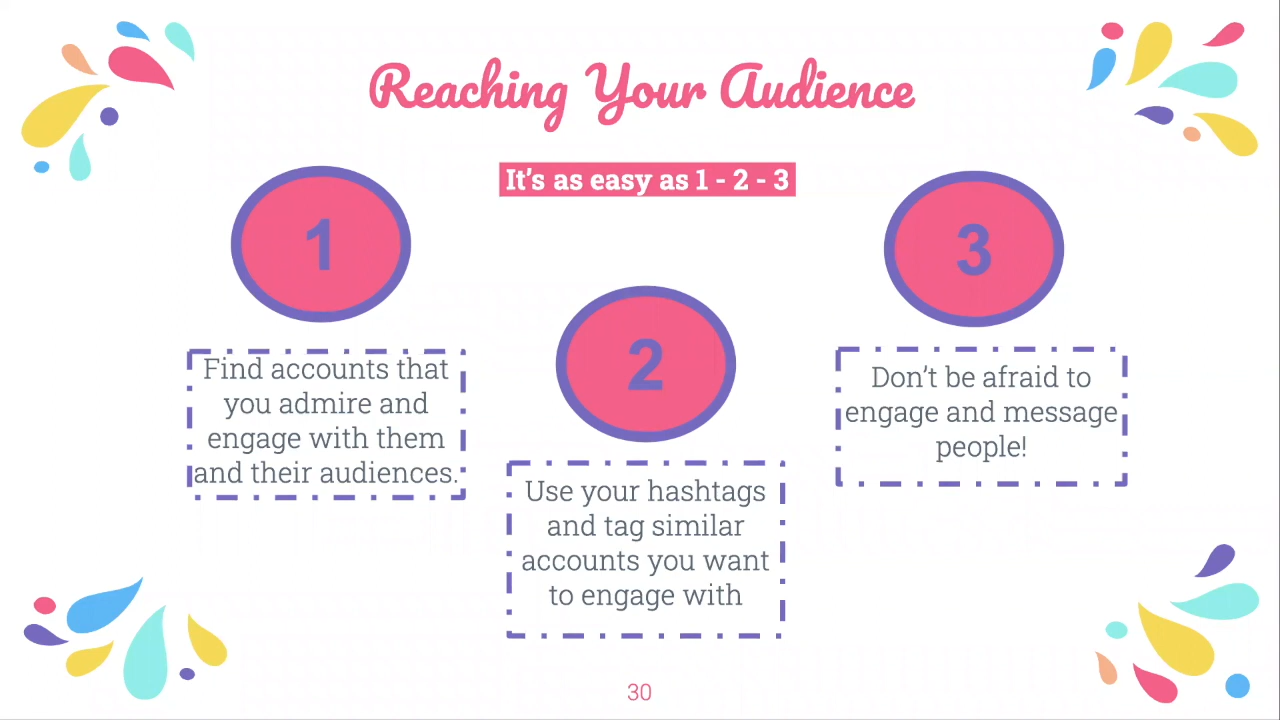 Reaching Your Audience
It's as easy as 1 - 2 - 3
1
Find accounts that
you admire and
engage with them
and their audiences.
2
Use your hashtags
and tag similar
accounts you want
to engage with
3
Don't be afraid to
engage and message
people!
30